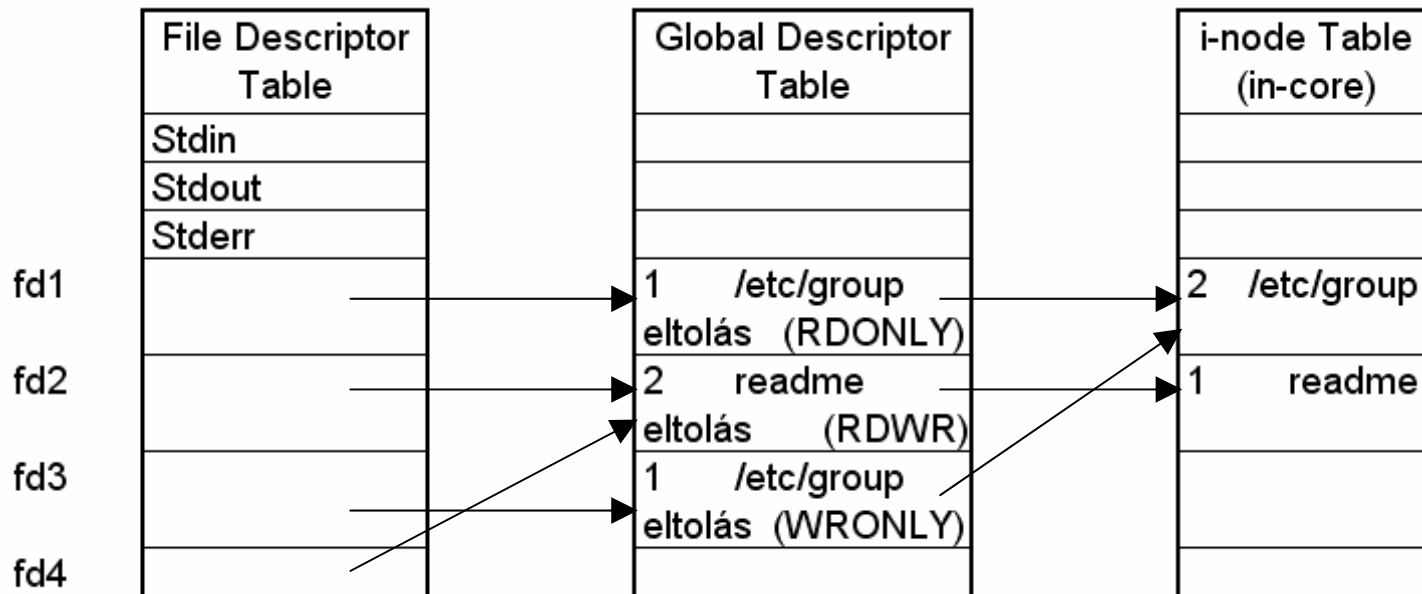 File Descriptor
Table
Global Descriptor
Table
i-node Table
(in-core)
Stdin
Stdout
Stderr
fd1
1 /etc/group
eltolás (RDONLY)
2 /etc/group
fd2
2 readme
eltolás (RDWR)
1 readme
fd3
1 /etc/group
eltolás (WRONLY)
fd4